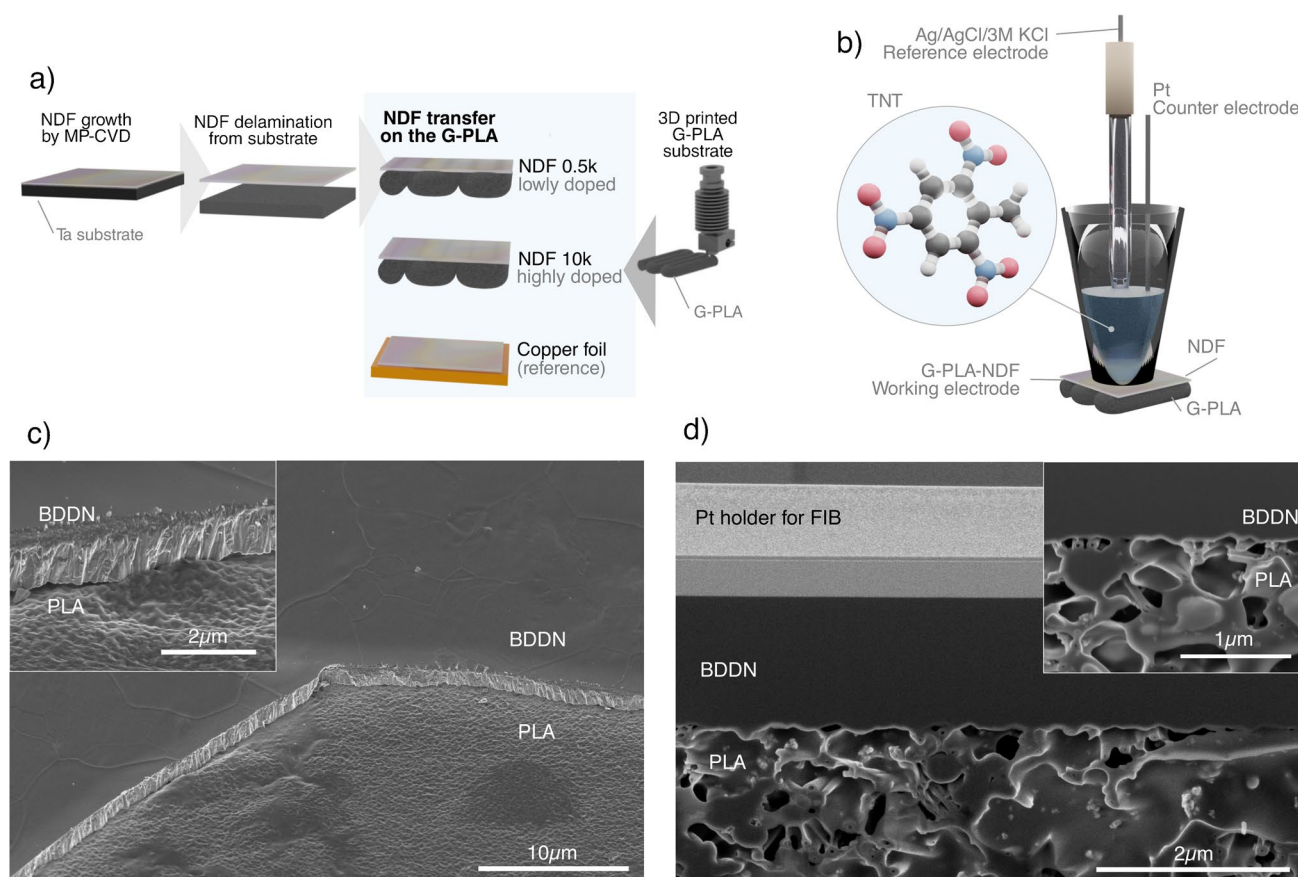 a)
NDF growth
by MP-CVD
Ta substrate
NDF delamination
from substrate
NDF transfer
on the G-PLA
NDF 0.5k
lowly doped
NDF 10k
highly doped
Copper foil
(reference)
3D printed
G-PLA
substrate
G-PLA
b)
Ag/AgCl/3M KCl
Reference electrode
Pt
Counter electrode
TNT
G-PLA-NDF
Working electrode
NDF
G-PLA
c)
BDDN
PLA
2µm
BDDN
PLA
10µm
d)
Pt holder for FIB
BDDN
PLA
1µm
BDDN
PLA
2µm